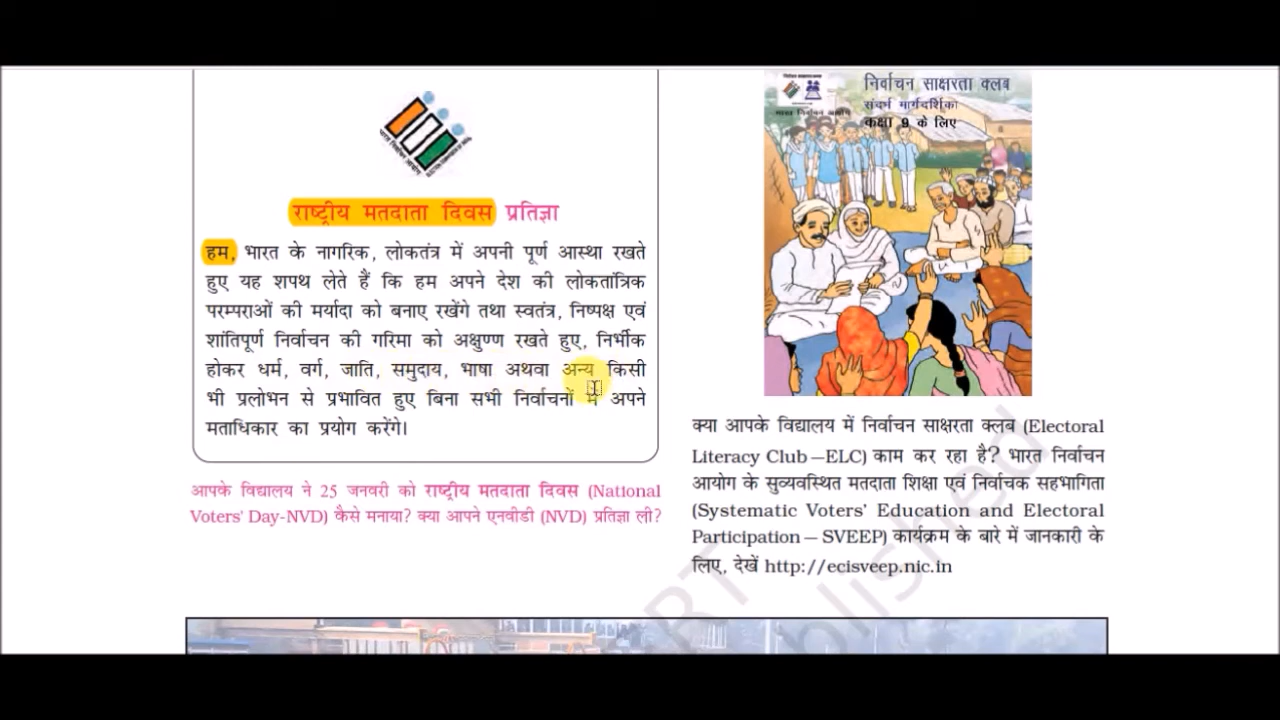 राष्ट्रीय मतदाता दिवस प्रतिज्ञा
हम, भारत के नागरिक, लोकतंत्र में अपनी पूर्ण आस्था रखते
हुए यह शपथ लेते हैं कि हम अपने देश की लोकतांत्रिक
परम्पराओं की मर्यादा को बनाए रखेंगे तथा स्वतंत्र, निष्पक्ष एवं
शांतिपूर्ण निर्वाचन की गरिमा को अक्षुण्ण रखते हुए, निर्भीक
होकर धर्म, वर्ग, जाति, समुदाय, भाषा अथवा अन्य किसी
भी प्रलोभन से प्रभावित हुए बिना सभी निर्वाचनों में अपने
मताधिकार का प्रयोग करेंगे।
आपके विद्यालय ने 25 जनवरी को राष्ट्रीय मतदाता दिवस (National
Voters' Day-NVD) कैसे मनाया? क्या आपने एनवीडी (NVD) प्रतिज्ञा ली?
निर्वाचन साक्षरता क्लब
संदर्भ मार्गदर्शिका
कक्षा 9 के लिए
भारत निर्वाचन आयोग
क्या आपके विद्यालय में निर्वाचन साक्षरता क्लब (Electoral
Literacy Club – ELC) काम कर रहा है? भारत निर्वाचन
आयोग के सुव्यवस्थित मतदाता शिक्षा एवं निर्वाचक सहभागिता
(Systematic Voters' Education and Electoral
Participation – SVEEP) कार्यक्रम के बारे में जानकारी के
लिए, देखें http://ecisveep.nic.in